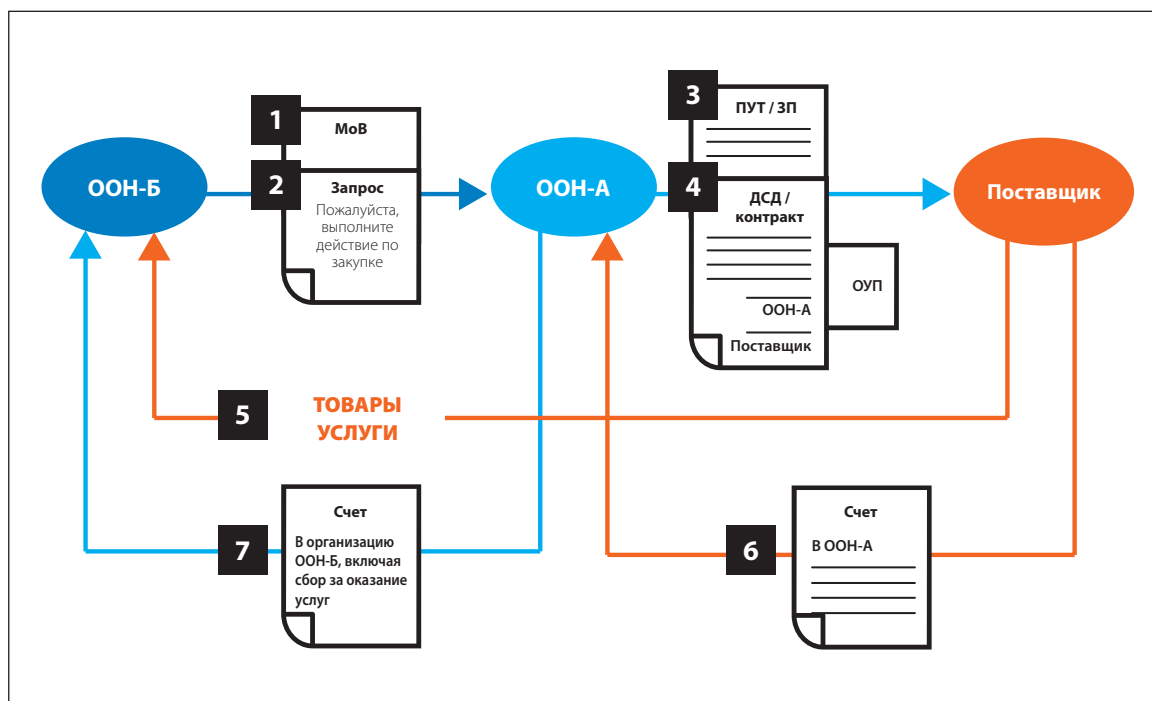 1
МоВ
2
Запрос
Пожалуйста,
выполните
действие по
закупке
3
ПУТ / ЗП
4
ДСД /
контракт
ООН-А
Поставщик
ОУП
ООН-Б
ООН-А
Поставщик
5
ТОВАРЫ
УСЛУГИ
7
Счет
В организацию
ООН-Б, включая
сбор за оказание
услуг
6
Счет
В ООН-А